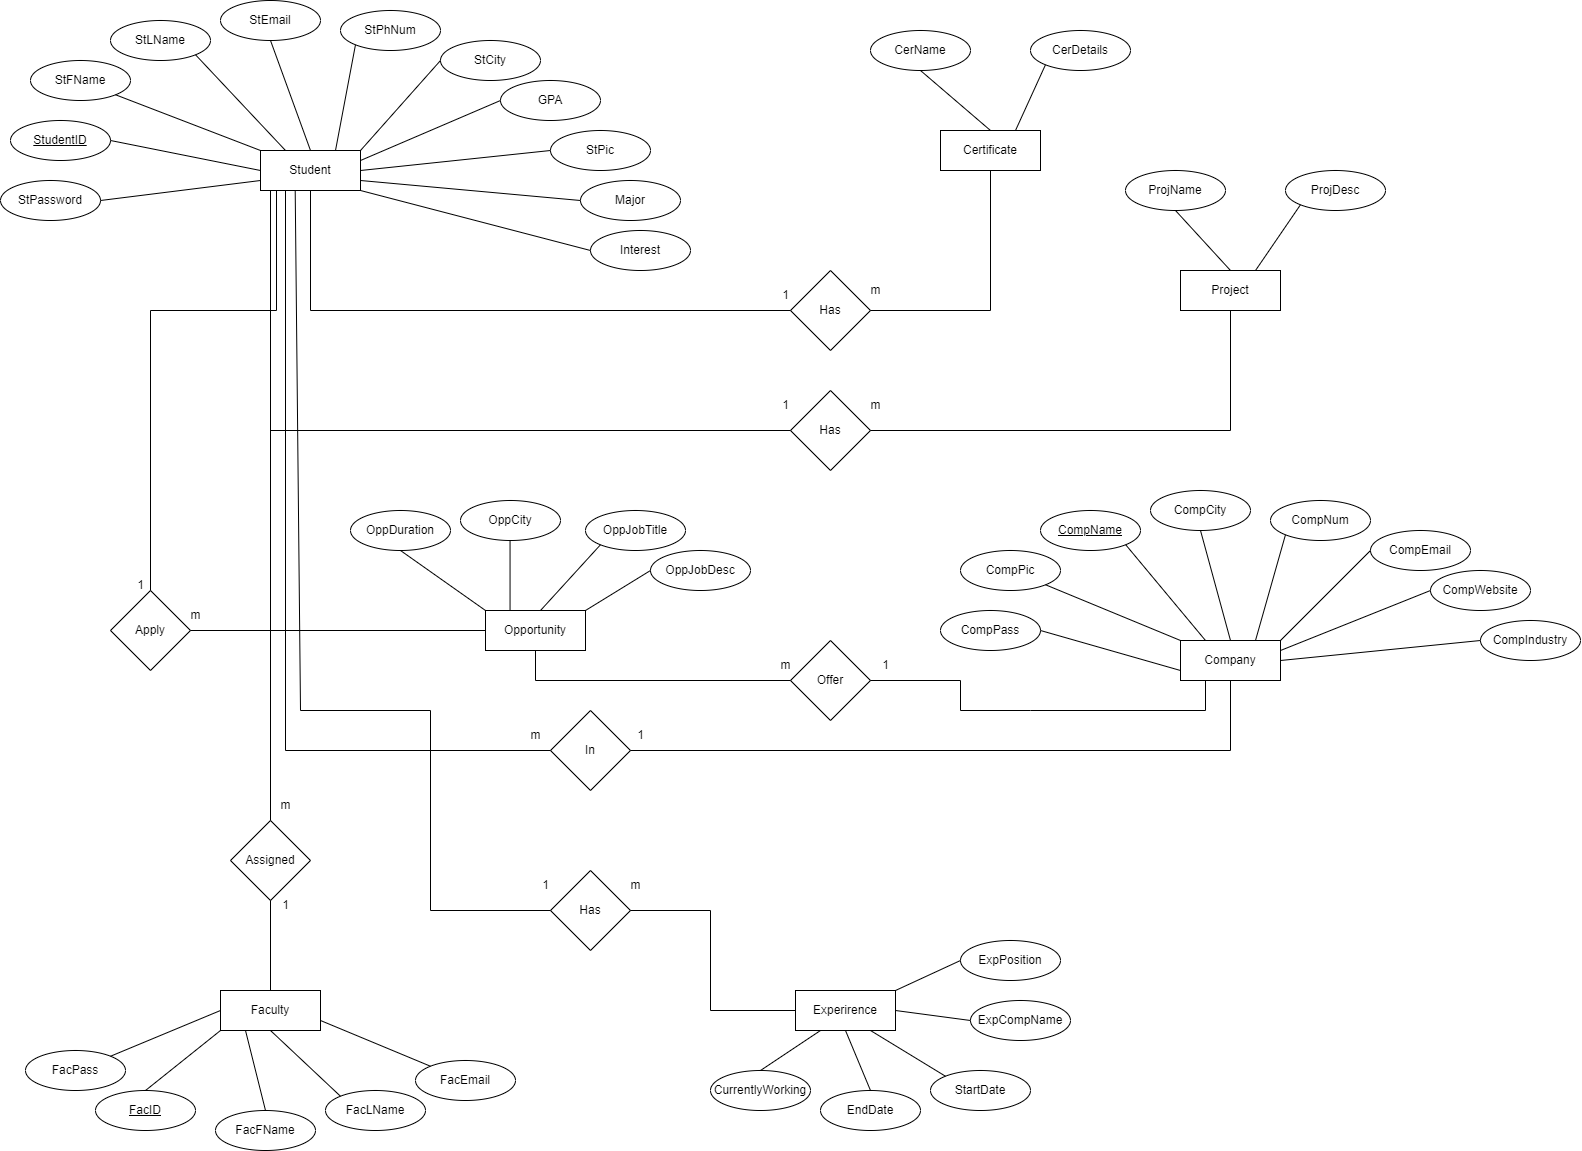 StEmail
StPhNum
StLName
StCity
StFName
GPA
StudentID
StPic
Student
StPassword
Major
Interest
CerName
CerDetails
Certificate
ProjName
ProjDesc
Project
1
Has
m
1
Has
m
OppDuration
OppCity
OppJobTitle
OppJobDesc
Opportunity
1
Apply
m
CompCity
CompName
CompNum
CompEmail
CompPic
CompWebsite
CompPass
CompIndustry
Company
m
Offer
1
m
In
1
m
Assigned
1
1
Has
m
Faculty
FacPass
FacID
FacFName
FacLName
FacEmail
ExpPosition
Experirence
ExpCompName
CurrentlyWorking
EndDate
StartDate